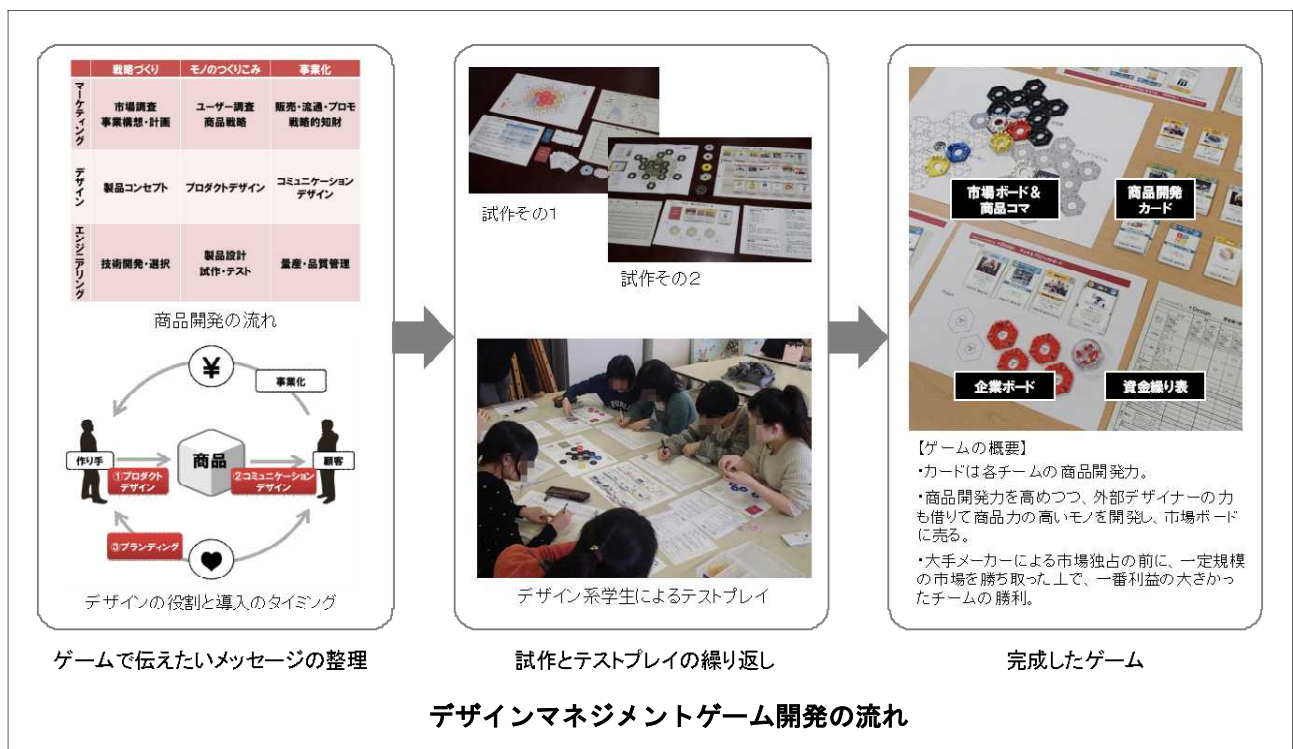 戦略づくり モノのつくりこみ 事業化
マーケティング
市場調査
事業構想・計画
ユーザー調査
商品戦略
販売・流通・プロモ
戦略的知財
デザイン
製品コンセプト
プロダクトデザイン
コミュニケーション
デザイン
エンジニアリング
技術開発・選択
製品設計
試作・テスト
量産・品質管理
商品開発の流れ
¥
事業化
作り手
商品
顧客
①プロダクト
デザイン
②コミュニケーション
デザイン
③ブランディング
デザインの役割と導入のタイミング
ゲームで伝えたいメッセージの整理
試作その1
試作その2
デザイン系学生によるテストプレイ
試作とテストプレイの繰り返し
市場ボード&
商品コマ
商品開発
カード
企業ボード
資金繰り表
【ゲームの概要】
・カードは各チームの商品開発力。
・商品開発力を高めつつ、外部デザイナーの力
も借りて商品力の高いモノを開発し、市場ボード
に売る。
・大手メーカーによる市場独占の前に、一定規模
の市場を勝ち取った上で、一番利益の大きかっ
たチームの勝利。
完成したゲーム
デザインマネジメントゲーム開発の流れ